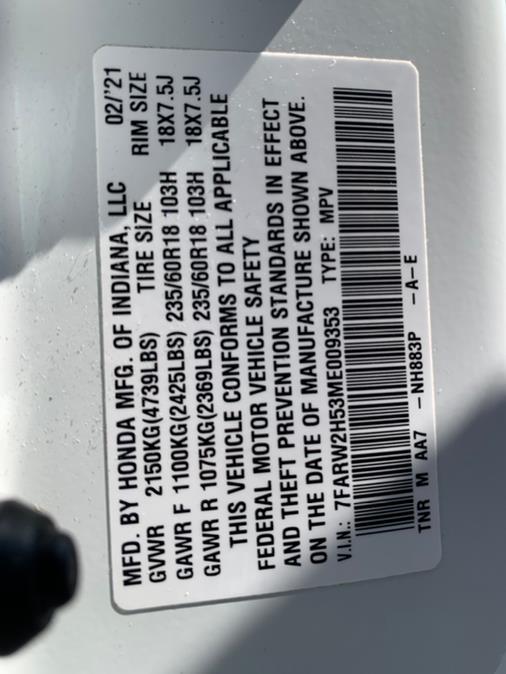 MFD. BY HONDA MFG. OF INDIANA, LLC 02/'21
GVWR 2150KG(4739LBS) TIRE SIZE RIM SIZE
GAWR F 1100KG(2425LBS) 235/60R18 103H 18X7.5J
GAWR R 1075KG(2369LBS) 235/60R18 103H 18X7.5J
THIS VEHICLE CONFORMS TO ALL APPLICABLE
FEDERAL MOTOR VEHICLE SAFETY
AND THEFT PREVENTION STANDARDS IN EFFECT
ON THE DATE OF MANUFACTURE SHOWN ABOVE.
V.I.N.: 7FARW2H53ME009353 TYPE: MPV
TNR M AA7 -NH883P -A-E